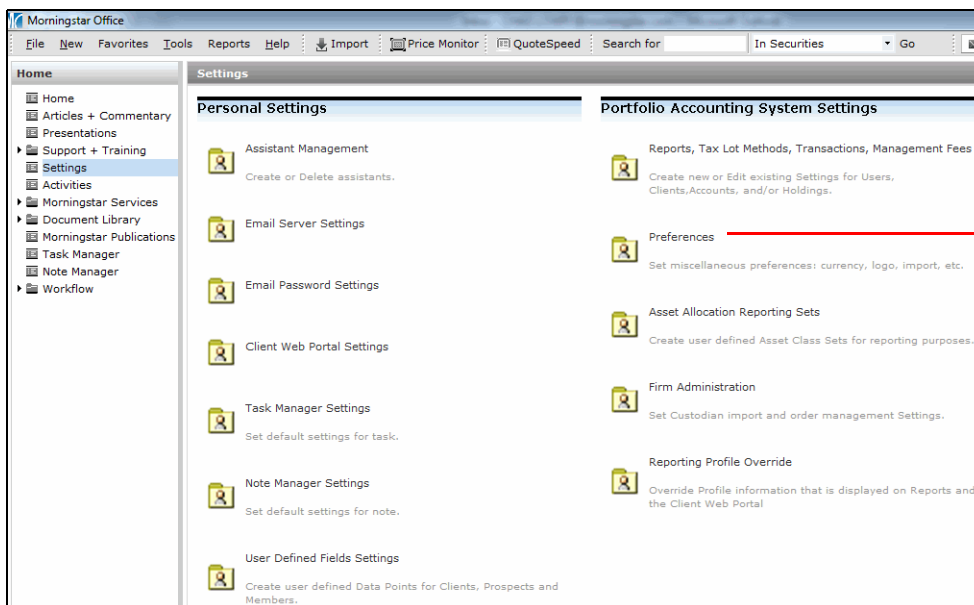 Morningstar Office
File New Favorites Tools Reports Help Import Price Monitor QuoteSpeed Search for In Securities Go
Home
Home
Articles + Commentary
Presentations
Support + Training
Settings
Activities
Morningstar Services
Document Library
Morningstar Publications
Task Manager
Note Manager
Workflow
Settings
Personal Settings
Assistant Management
Create or Delete assistants.
Email Server Settings
Email Password Settings
Client Web Portal Settings
Task Manager Settings
Set default settings for task.
Note Manager Settings
Set default settings for note.
User Defined Fields Settings
Create user defined Data Points for Clients, Prospects and
Members.
Portfolio Accounting System Settings
Reports, Tax Lot Methods, Transactions, Management Fees
Create new or Edit existing Settings for Users,
Clients,Accounts, and/or Holdings.
Preferences
Set miscellaneous preferences: currency, logo, import, etc.
Asset Allocation Reporting Sets
Create user defined Asset Class Sets for reporting purposes.
Firm Administration
Set Custodian import and order management Settings.
Reporting Profile Override
Override Profile information that is displayed on Reports and
the Client Web Portal